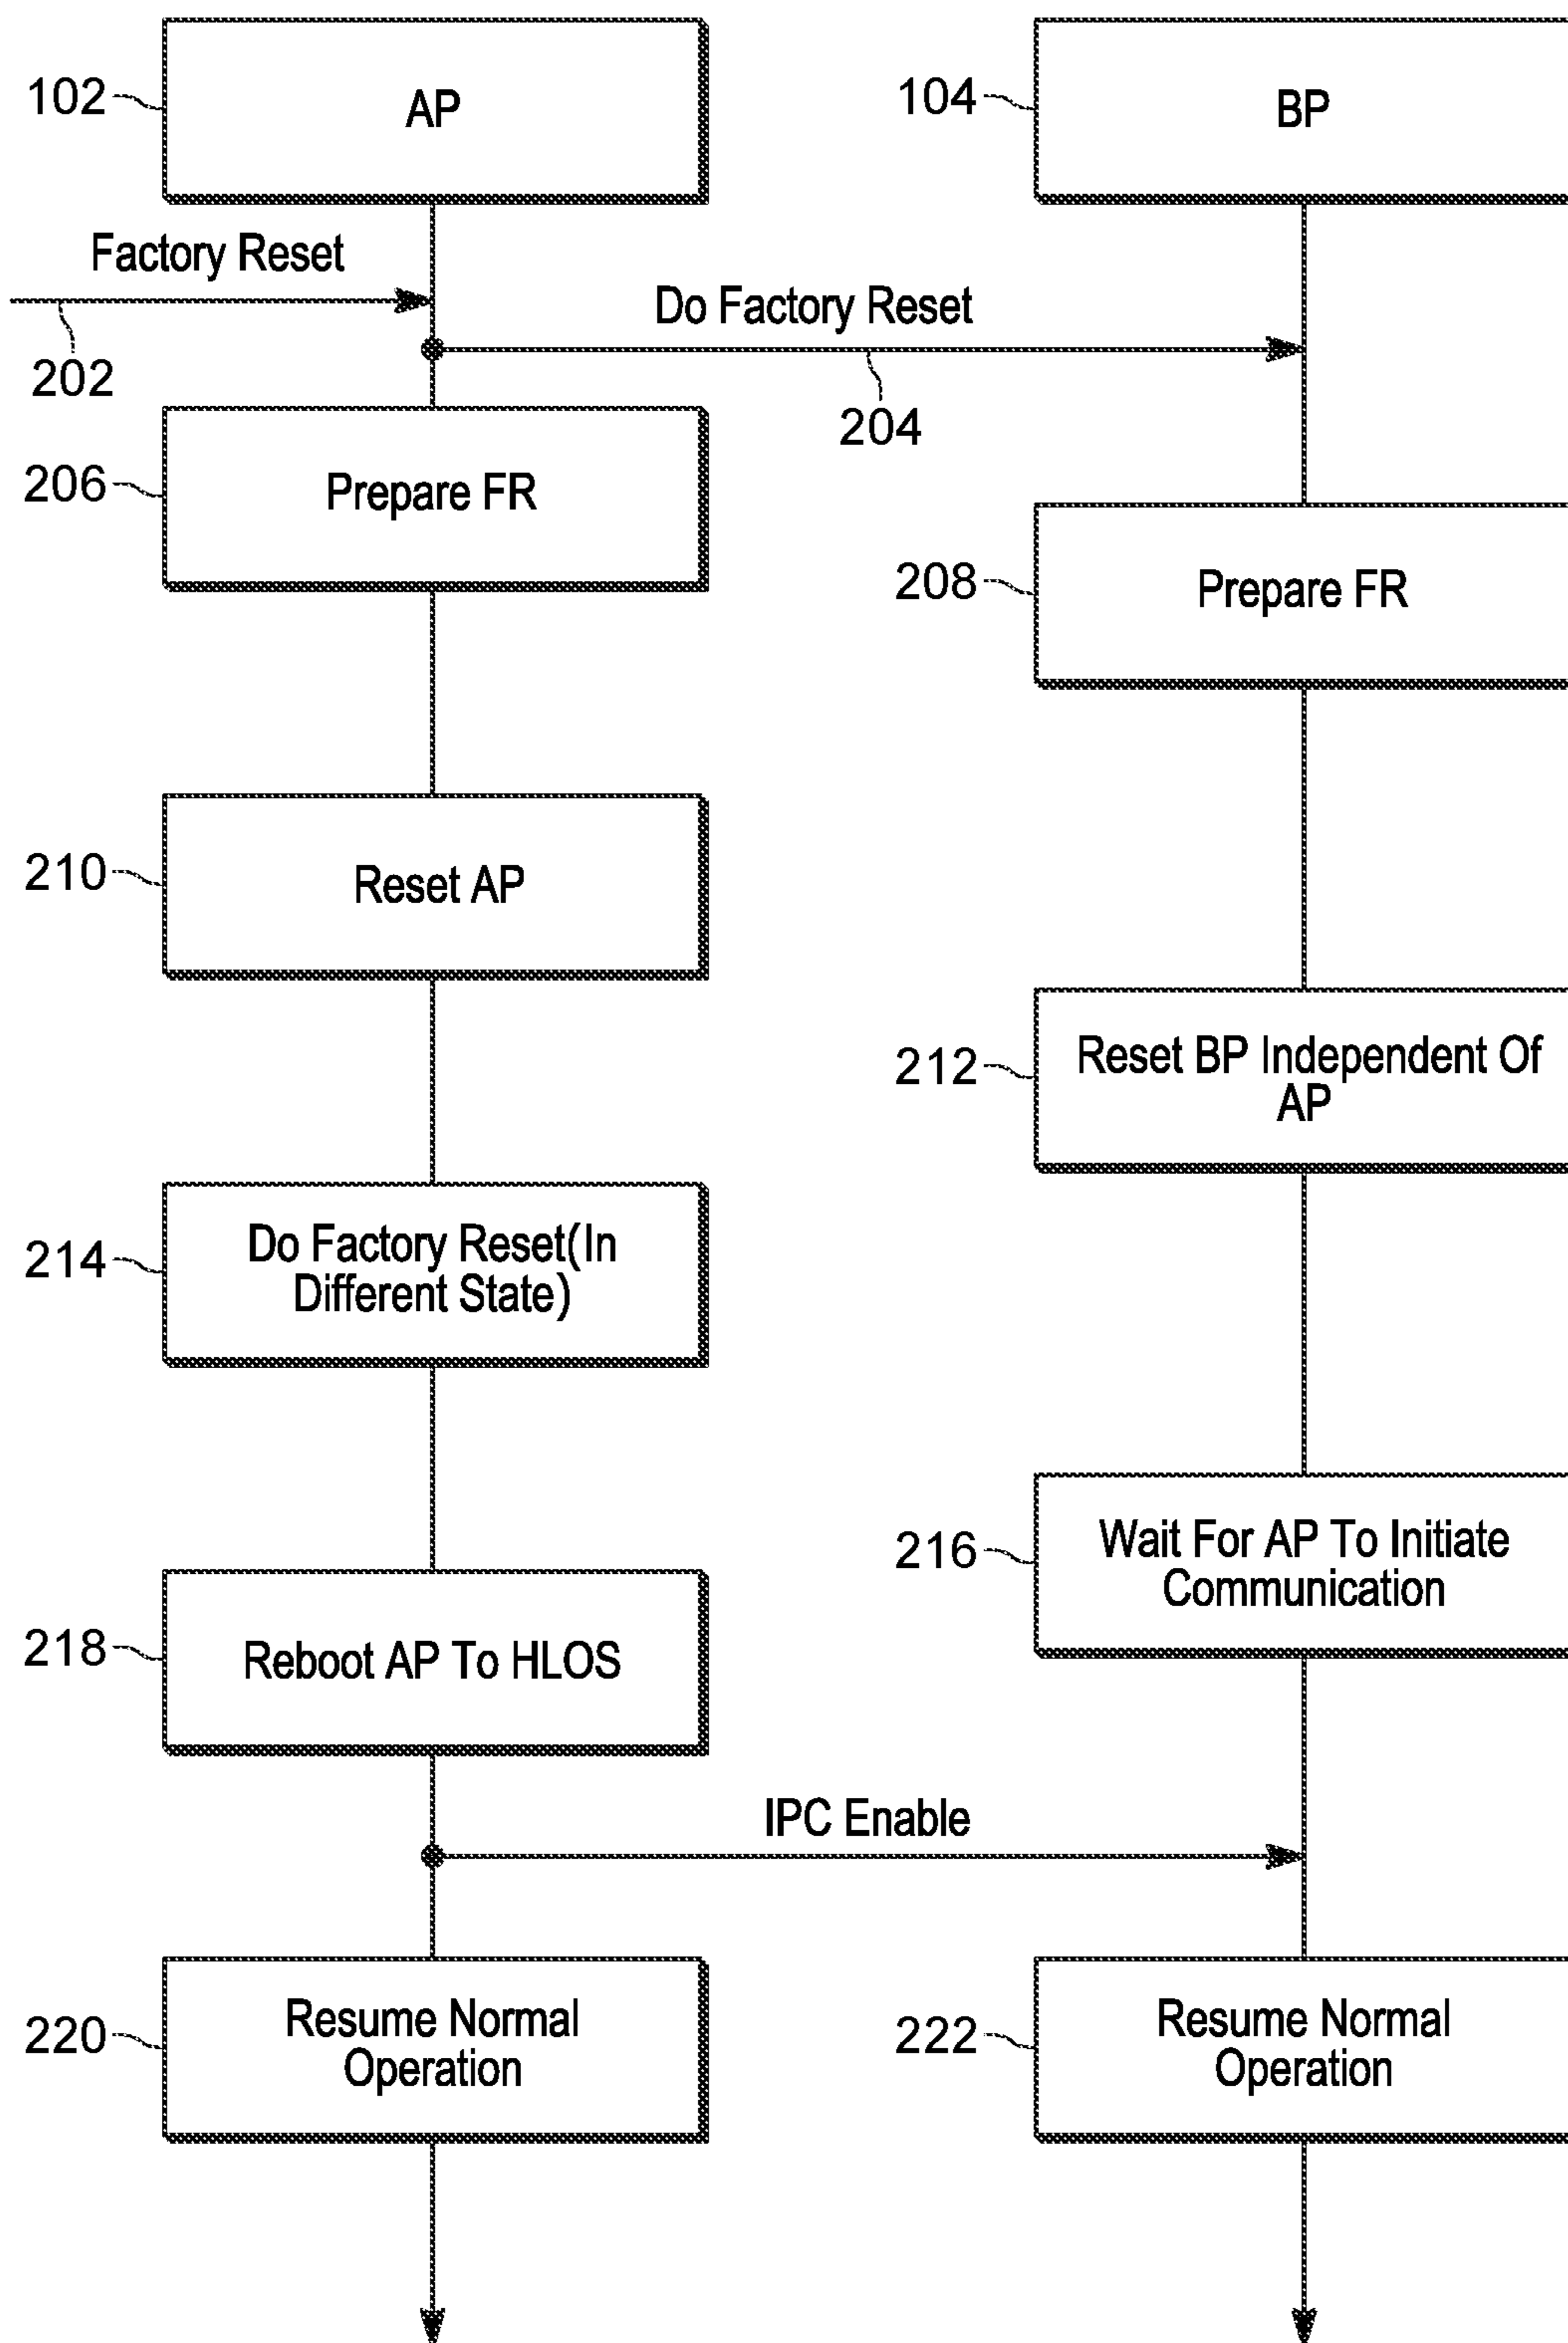 102
AP
104
BP
Factory Reset
202
Do Factory Reset
204
206
Prepare FR
208
Prepare FR
210
Reset AP
212
Reset BP Independent Of
AP
214
Do Factory Reset(In
Different State)
216
Wait For AP To Initiate
Communication
218
Reboot AP To HLOS
IPC Enable
220
Resume Normal
Operation
222
Resume Normal
Operation